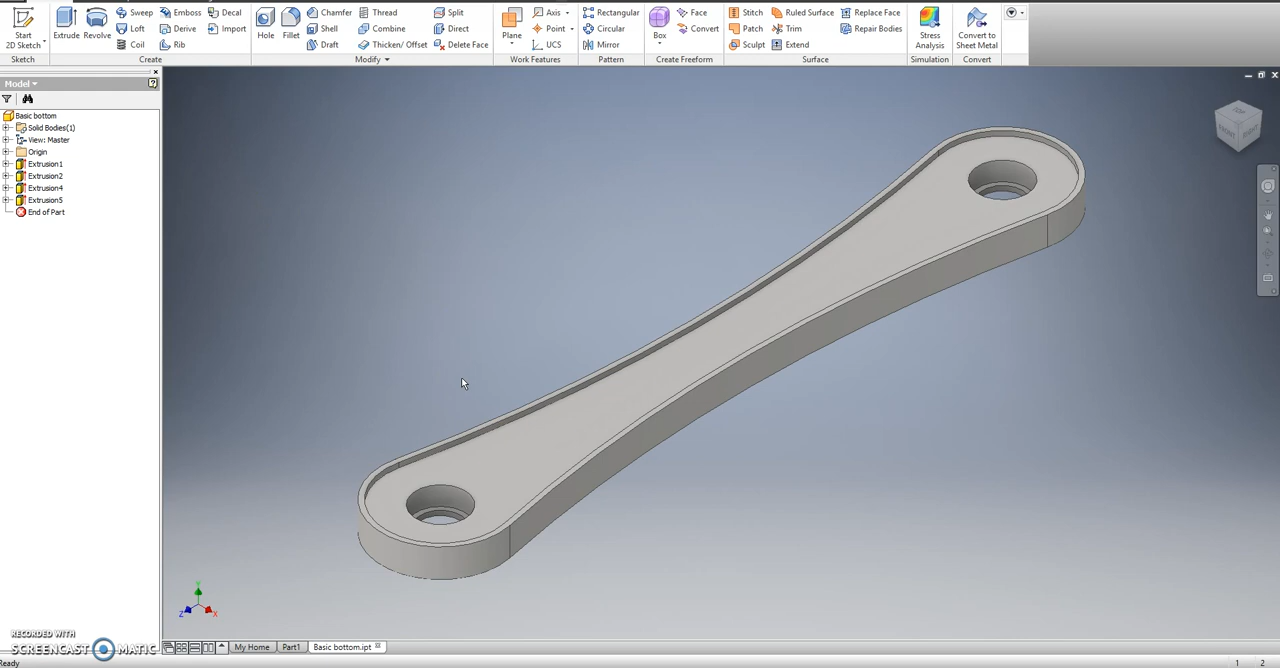 Start
2D Sketch
Sketch
Extrude
Revolve
Sweep
Loft
Coil
Emboss
Derive
Rib
Decal
Import
Create
Hole
Fillet
Chamfer
Shell
Draft
Thread
Combine
Thicken/ Offset
Split
Direct
Delete Face
Modify
Plane
Axis
Point
UCS
Work Features
Rectangular
Circular
Mirror
Pattern
Box
Face
Convert
Create Freeform
Stitch
Patch
Sculpt
Ruled Surface
Trim
Extend
Replace Face
Repair Bodies
Surface
Stress
Analysis
Simulation
Convert to
Sheet Metal
Convert
Model
Basic bottom
Solid Bodies(1)
View: Master
Origin
Extrusion1
Extrusion2
Extrusion4
Extrusion5
End of Part
TOP
RIGHT
Y
Z
X
RECORDED WITH
SCREENCAST MATIC
My Home
Part1
Basic bottom.ipt
Ready
1
2